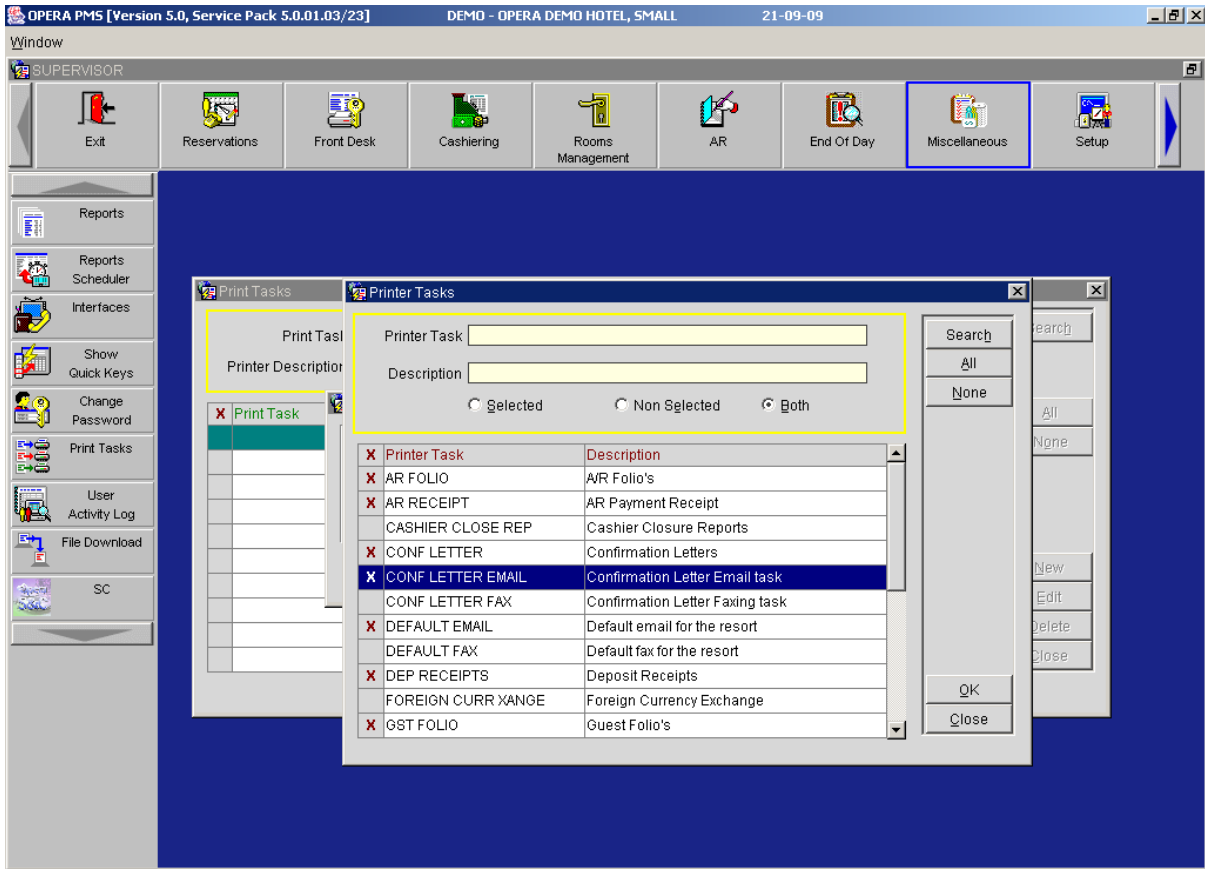 OPERA PMS [Version 5.0, Service Pack 5.0.01.03/23] DEMO - OPERA DEMO HOTEL, SMALL 21-09-09
Window
SUPERVISOR
Exit Reservations Front Desk Cashiering Rooms Management AR End Of Day Miscellaneous Setup
Reports
Reports Scheduler
Interfaces
Show Quick Keys
Change Password
Print Tasks
User Activity Log
File Download
SC
Print Tasks
Print Task
Printer Description
X Print Task
Search
All
None
New
Edit
Delete
Close
Printer Tasks
Printer Task
Description
Selected Non Selected Both
Search
All
None
X Printer Task Description
X AR FOLIO A/R Folio's
X AR RECEIPT AR Payment Receipt
CASHIER CLOSE REP Cashier Closure Reports
X CONF LETTER Confirmation Letters
X CONF LETTER EMAIL Confirmation Letter Email task
CONF LETTER FAX Confirmation Letter Faxing task
X DEFAULT EMAIL Default email for the resort
DEFAULT FAX Default fax for the resort
X DEP RECEIPTS Deposit Receipts
FOREIGN CURR XANGE Foreign Currency Exchange
X GST FOLIO Guest Folio's
OK
Close